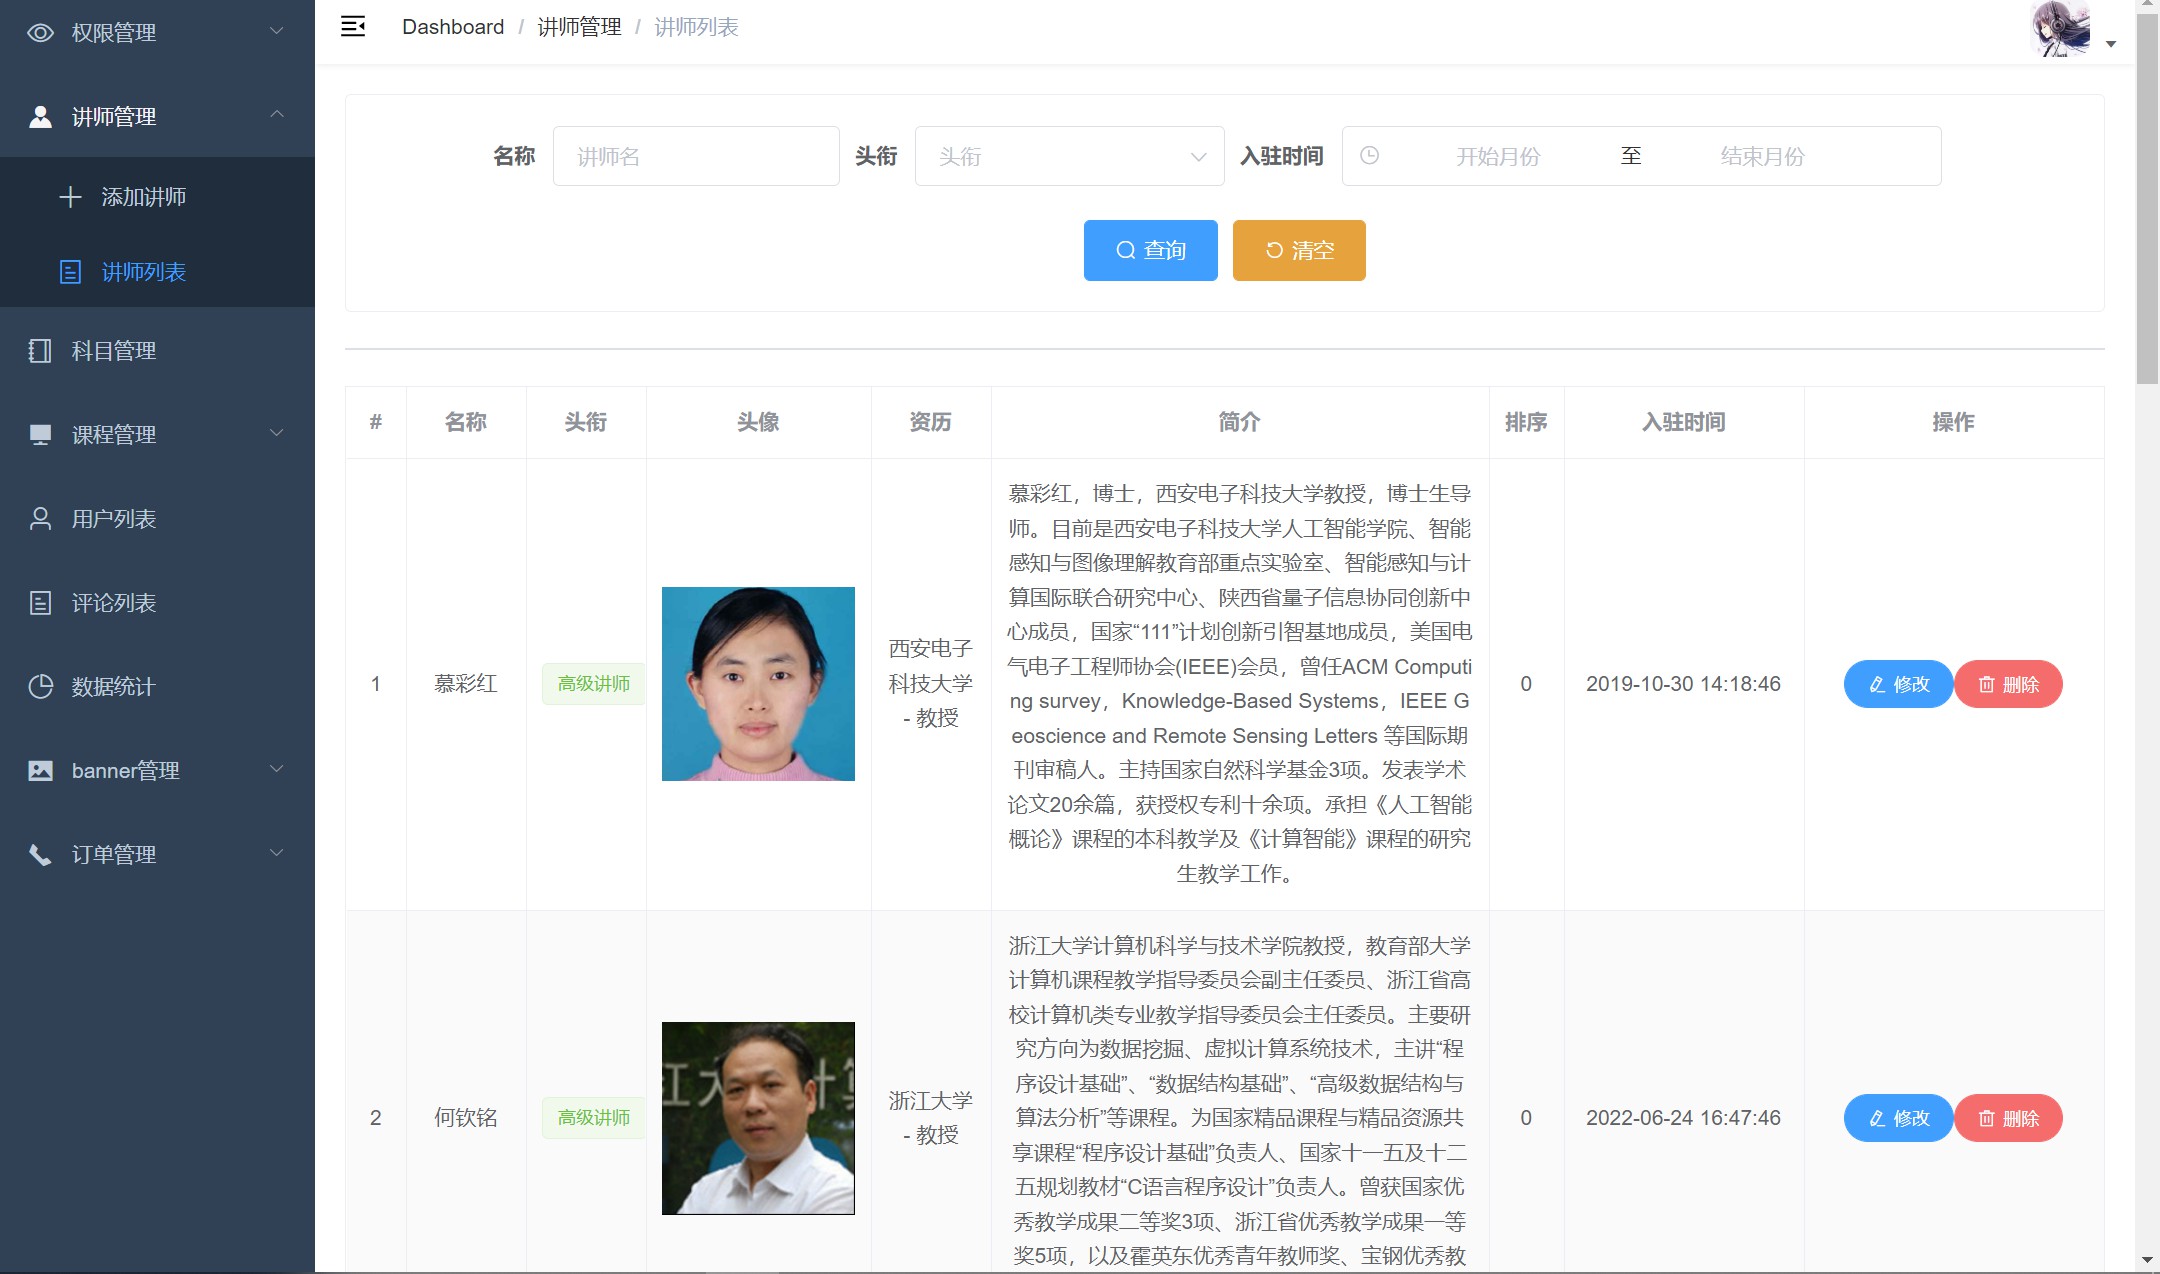 权限管理
讲师管理
添加讲师
讲师列表
科目管理
课程管理
用户列表
评论列表
数据统计
banner管理
订单管理
Dashboard / 讲师管理 / 讲师列表
名称 讲师名 头衔 头衔 入驻时间 开始月份 至 结束月份
查询 清空
# 名称 头衔 头像 资历 简介 排序 入驻时间 操作
1 慕彩红 高级讲师
西安电子
科技大学
- 教授
慕彩红，博士，西安电子科技大学教授，博士生导
师。目前是西安电子科技大学人工智能学院、智能
感知与图像理解教育部重点实验室、智能感知与计
算国际联合研究中心、陕西省量子信息协同创新中
心成员，国家“111”计划创新引智基地成员，美国电
气电子工程师协会(IEEE)会员，曾任ACM Computi
ng survey，Knowledge-Based Systems，IEEE G
eoscience and Remote Sensing Letters 等国际期
刊审稿人。主持国家自然科学基金3项。发表学术
论文20余篇，获授权专利十余项。承担《人工智能
概论》课程的本科教学及《计算智能》课程的研究
生教学工作。
0 2019-10-30 14:18:46 修改 删除
2 何钦铭 高级讲师
江大 计算
浙江大学
- 教授
浙江大学计算机科学与技术学院教授，教育部大学
计算机课程教学指导委员会副主任委员、浙江省高
校计算机类专业教学指导委员会主任委员。主要研
究方向为数据挖掘、虚拟计算系统技术，主讲“程
序设计基础”、“数据结构基础”、“高级数据结构与
算法分析”等课程。为国家精品课程与精品资源共
享课程“程序设计基础”负责人、国家十一五及十二
五规划教材“C语言程序设计”负责人。曾获国家优
秀教学成果二等奖3项、浙江省优秀教学成果一等
奖5项，以及霍英东优秀青年教师奖、宝钢优秀教
0 2022-06-24 16:47:46 修改 删除